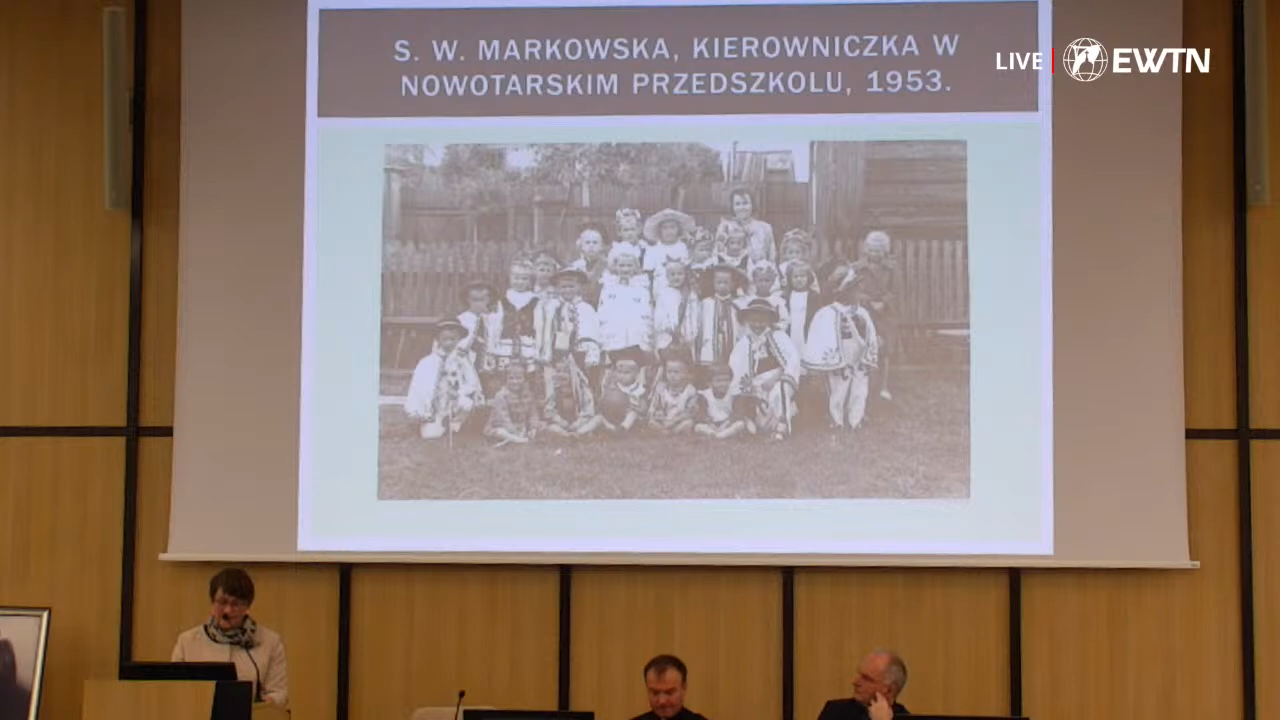 S. W. MARKOWSKA, KIEROWNICZKA W
NOWOTARSKIM PRZEDSZKOLU, 1953.
LIVE EWTN